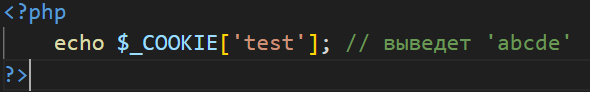 <?php
echo $_COOKIE['test']; // выведет 'abcde'
?>